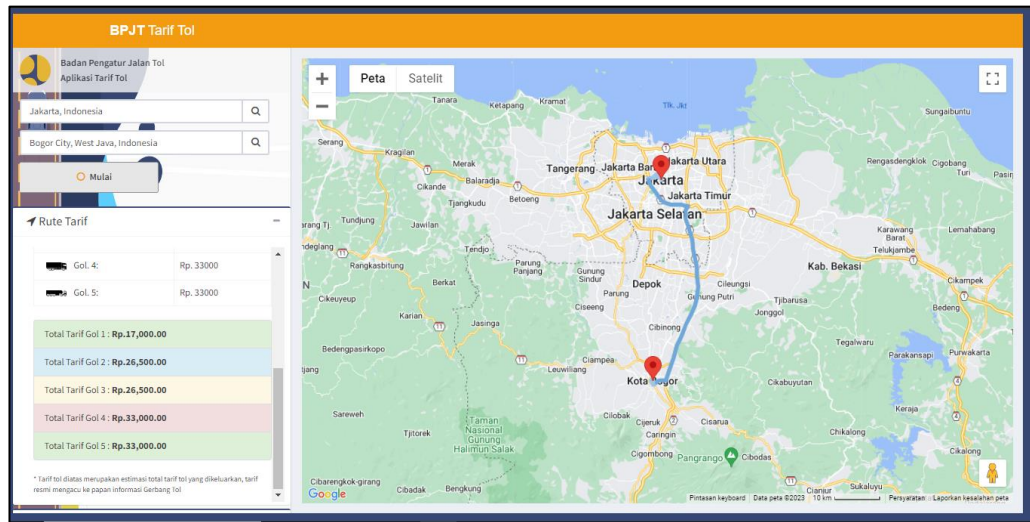 BPJT Tarif Tol
Badan Pengatur Jalan Tol
Aplikasi Tarif Tol
Jakarta, Indonesia
Bogor City, West Java, Indonesia
Mulai
Rute Tarif
Gol. 4: Rp. 33000
Gol. 5: Rp. 33000
Total Tarif Gol 1 : Rp.17,000.00
Total Tarif Gol 2 : Rp.26,500.00
Total Tarif Gol 3 : Rp.26,500.00
Total Tarif Gol 4 : Rp.33,000.00
Total Tarif Gol 5 : Rp.33,000.00
* Tarif tol diatas merupakan estimasi total tarif tol yang dikeluarkan, tarif
resmi mengacu ke papan informasi Gerbang Tol
Peta Satelit
Tanara
Ketapang
Kramat
Tlk. Jkt
Sungaibuntu
Serang
Kragilan
Merak
Tangerang
Jakarta Utara
Rengasdengklok
Cigobang
Turi
Cikande
Balaradja
Jakarta
Tjangkudu
Betoeng
Jakarta Timur
Jakarta Selatan
Tundjung
Jawilan
Karawang
Barat
Lemahabang
Telukjambe
Tendjo
Rangkasbitung
Parung
Panjang
Gunung
Sindur
Kab. Bekasi
Cikampek
Berkat
Depok
Cileungsi
Cikeuyeup
Parung
Gunung Putri
Tjibarusa
Ciseeng
Jonggol
Bedeng
Karian
Jasinga
Cibinong
Tegalwaru
Bedengpasirkopo
Ciampea
Parakansapi
Purwakarta
Leuwiliang
Kota Bogor
Cikabuyutan
Sareweh
Cilobak
Cijeruk
Cisarua
Keraja
Taman
Nasional
Gunung
Halimun Salak
Tjitorek
Caringin
Chikalong
Cigombong
Pangrango
Cibodas
Cikalong
Cibarengkok-girang
Cibadak
Bengkung
Cianjur
Sukaluyu
Google
Pintasan keyboard
Data peta ©2023
10 km
Persyaratan
Laporkan kesalahan peta